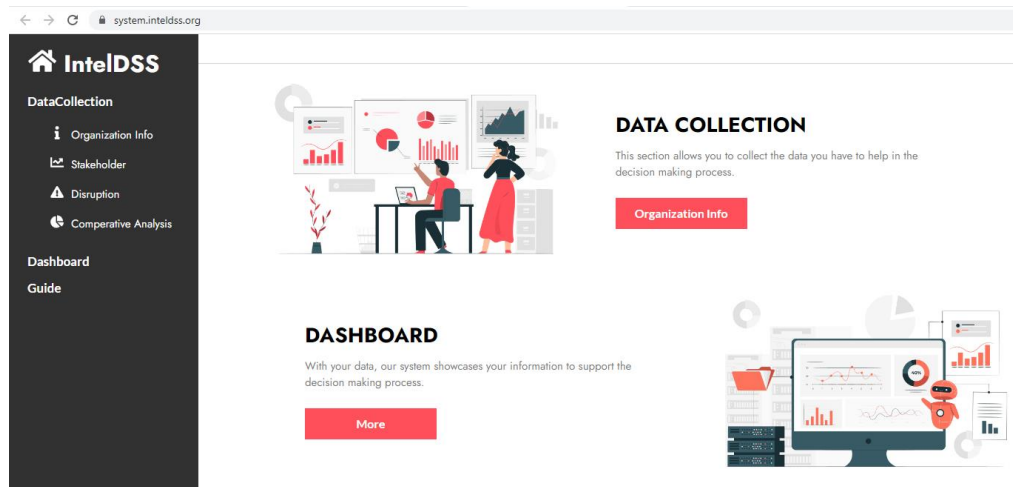 system.inteldss.org
IntelDSS
DataCollection
Organization Info
Stakeholder
Disruption
Comperative Analysis
Dashboard
Guide
DATA COLLECTION
This section allows you to collect the data you have to help in the
decision making process.
Organization Info
DASHBOARD
With your data, our system showcases your information to support the
decision making process.
More
40%